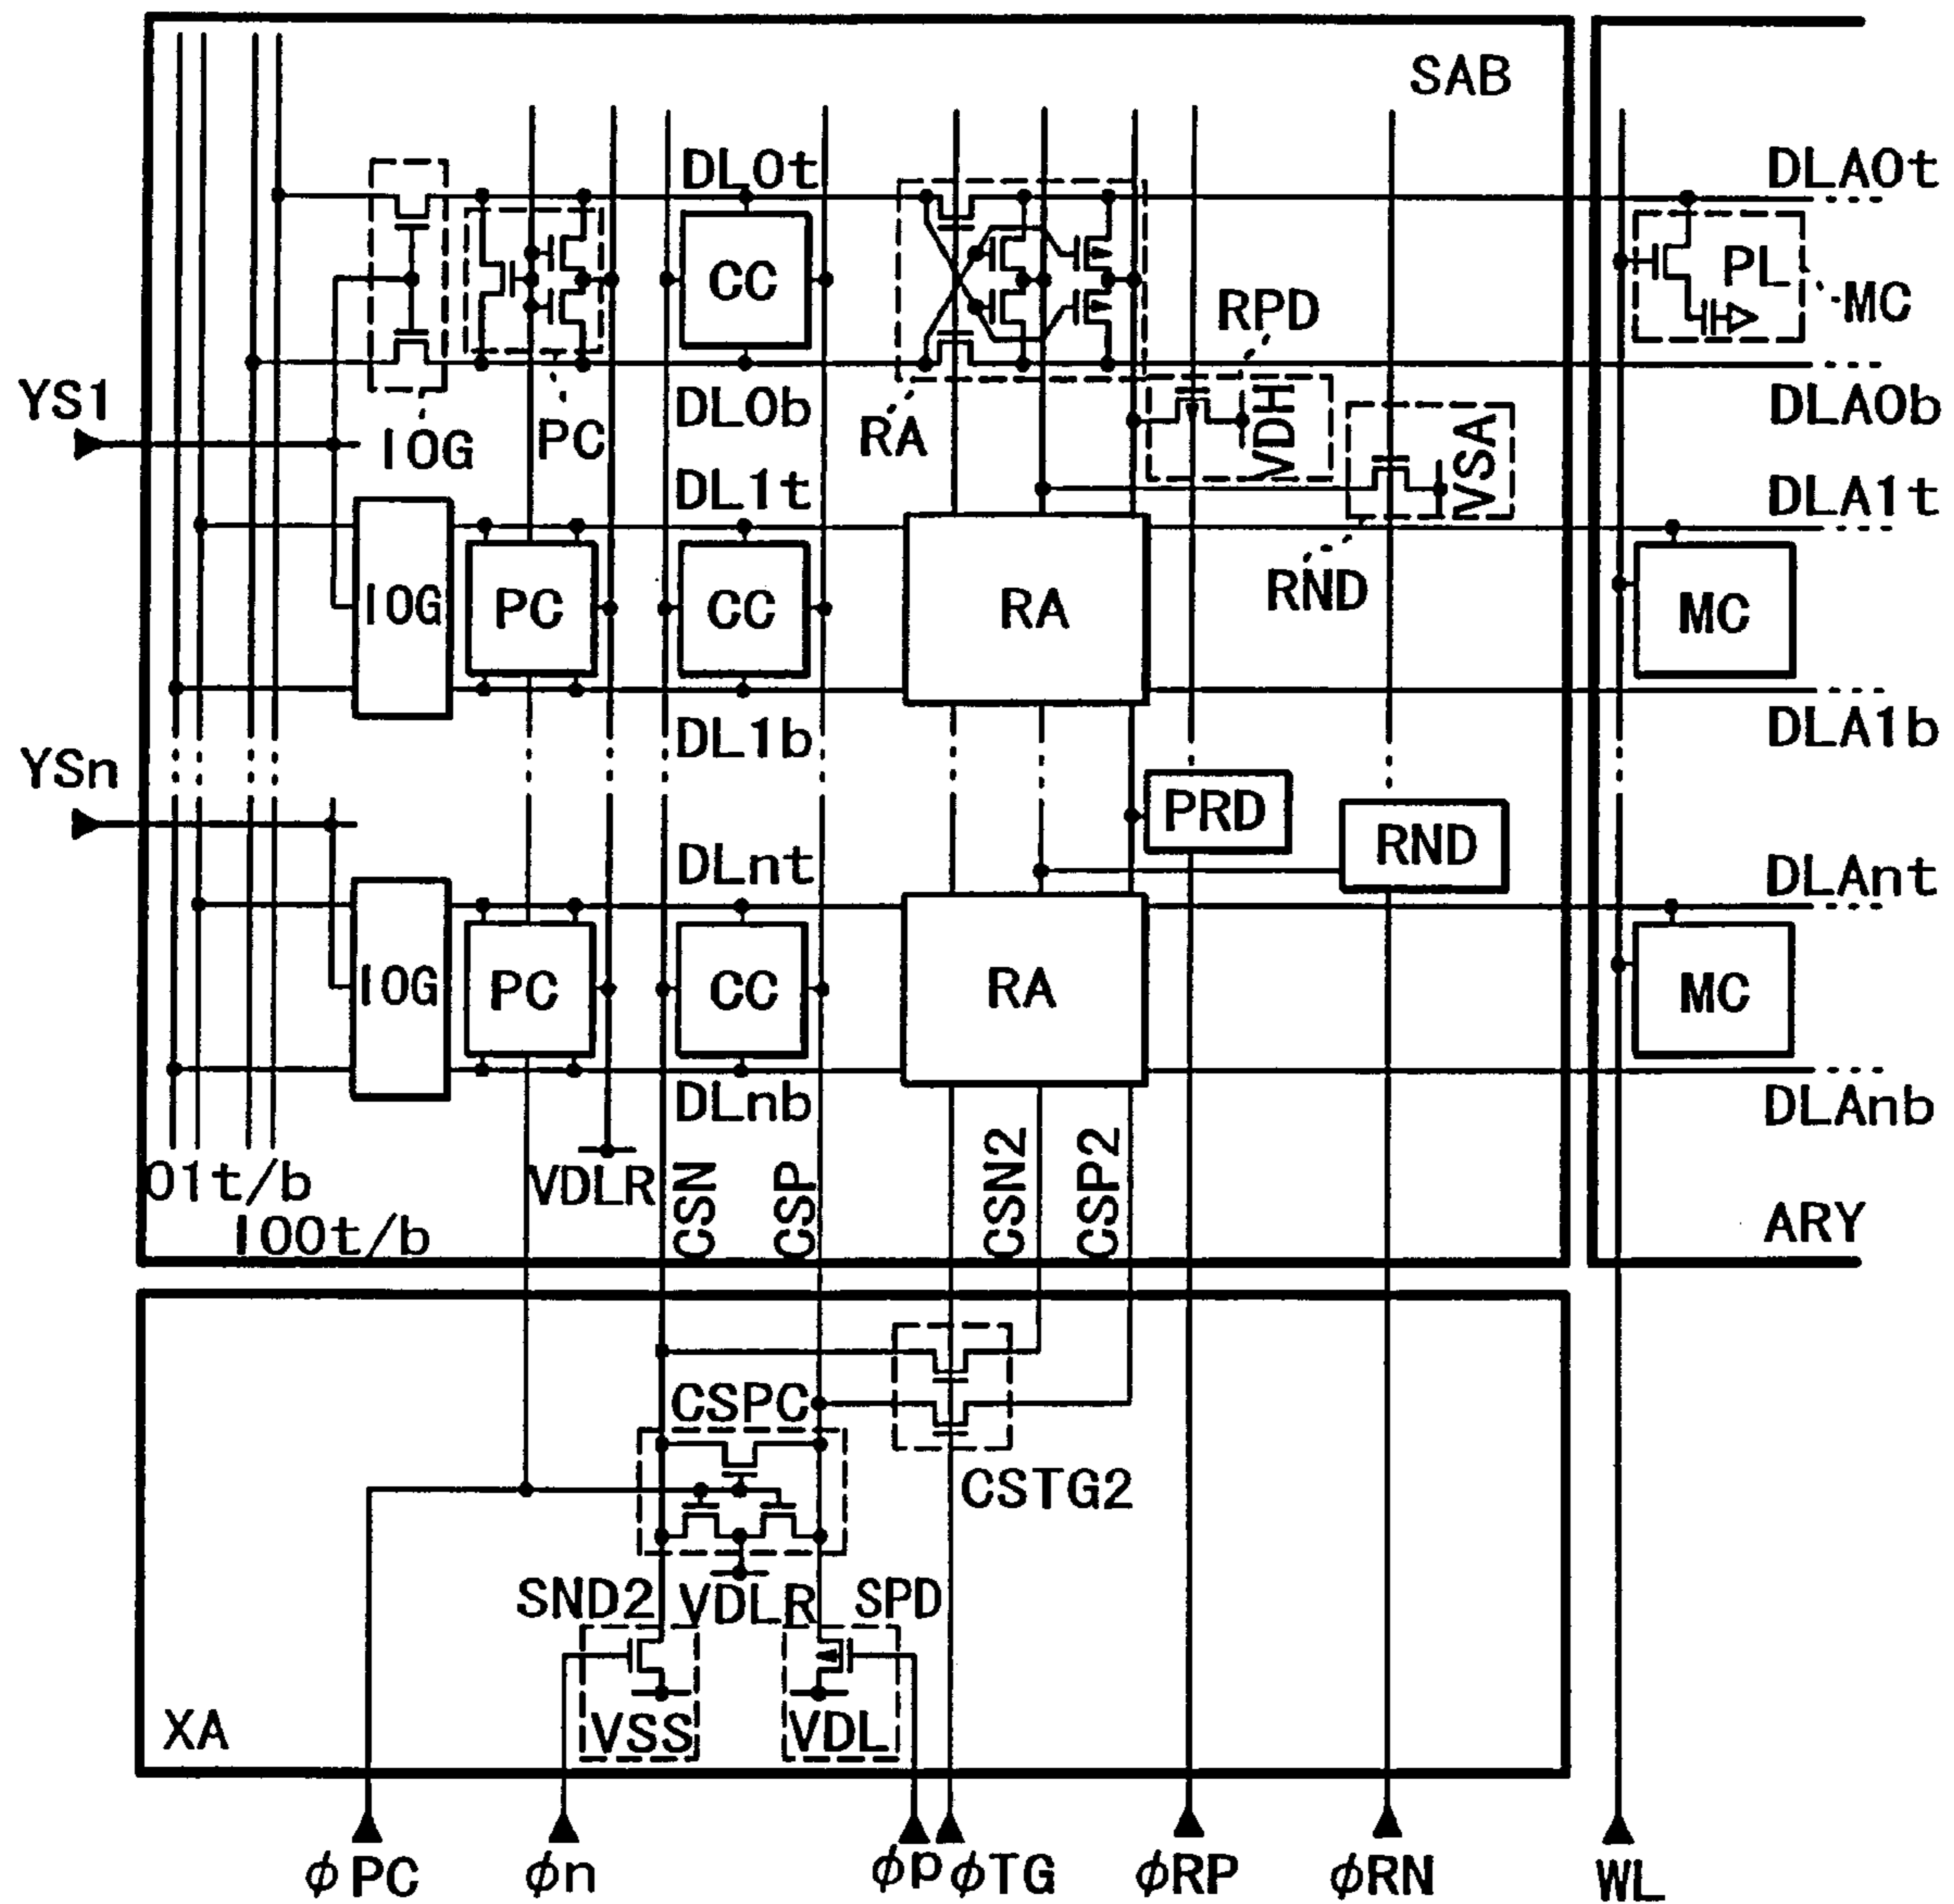 SAB
DL0t
DLA0t
CC
PL
MC
RPD
YS1
DL0b
DLA0b
IOG
PC
RA
VDH
VSA
DL1t
DLA1t
IOG
PC
CC
RA
RND
MC
DL1b
DLA1b
YSn
PRD
RND
DLnt
DLAnt
IOG
PC
CC
RA
MC
DLnb
DLAnb
01t/b
IO0t/b
VDLR
CSN
CSP
CSN2
CSP2
ARY
CSPC
CSTG2
SND2
VDLR
SPD
VSS
VDL
XA
φPC
φn
φp
φTG
φRP
φRN
WL